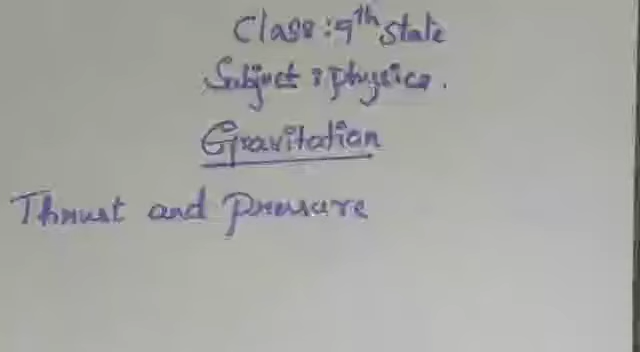 Class : 9th State
Subject : Physics.
Gravitation
Thrust and Pressure